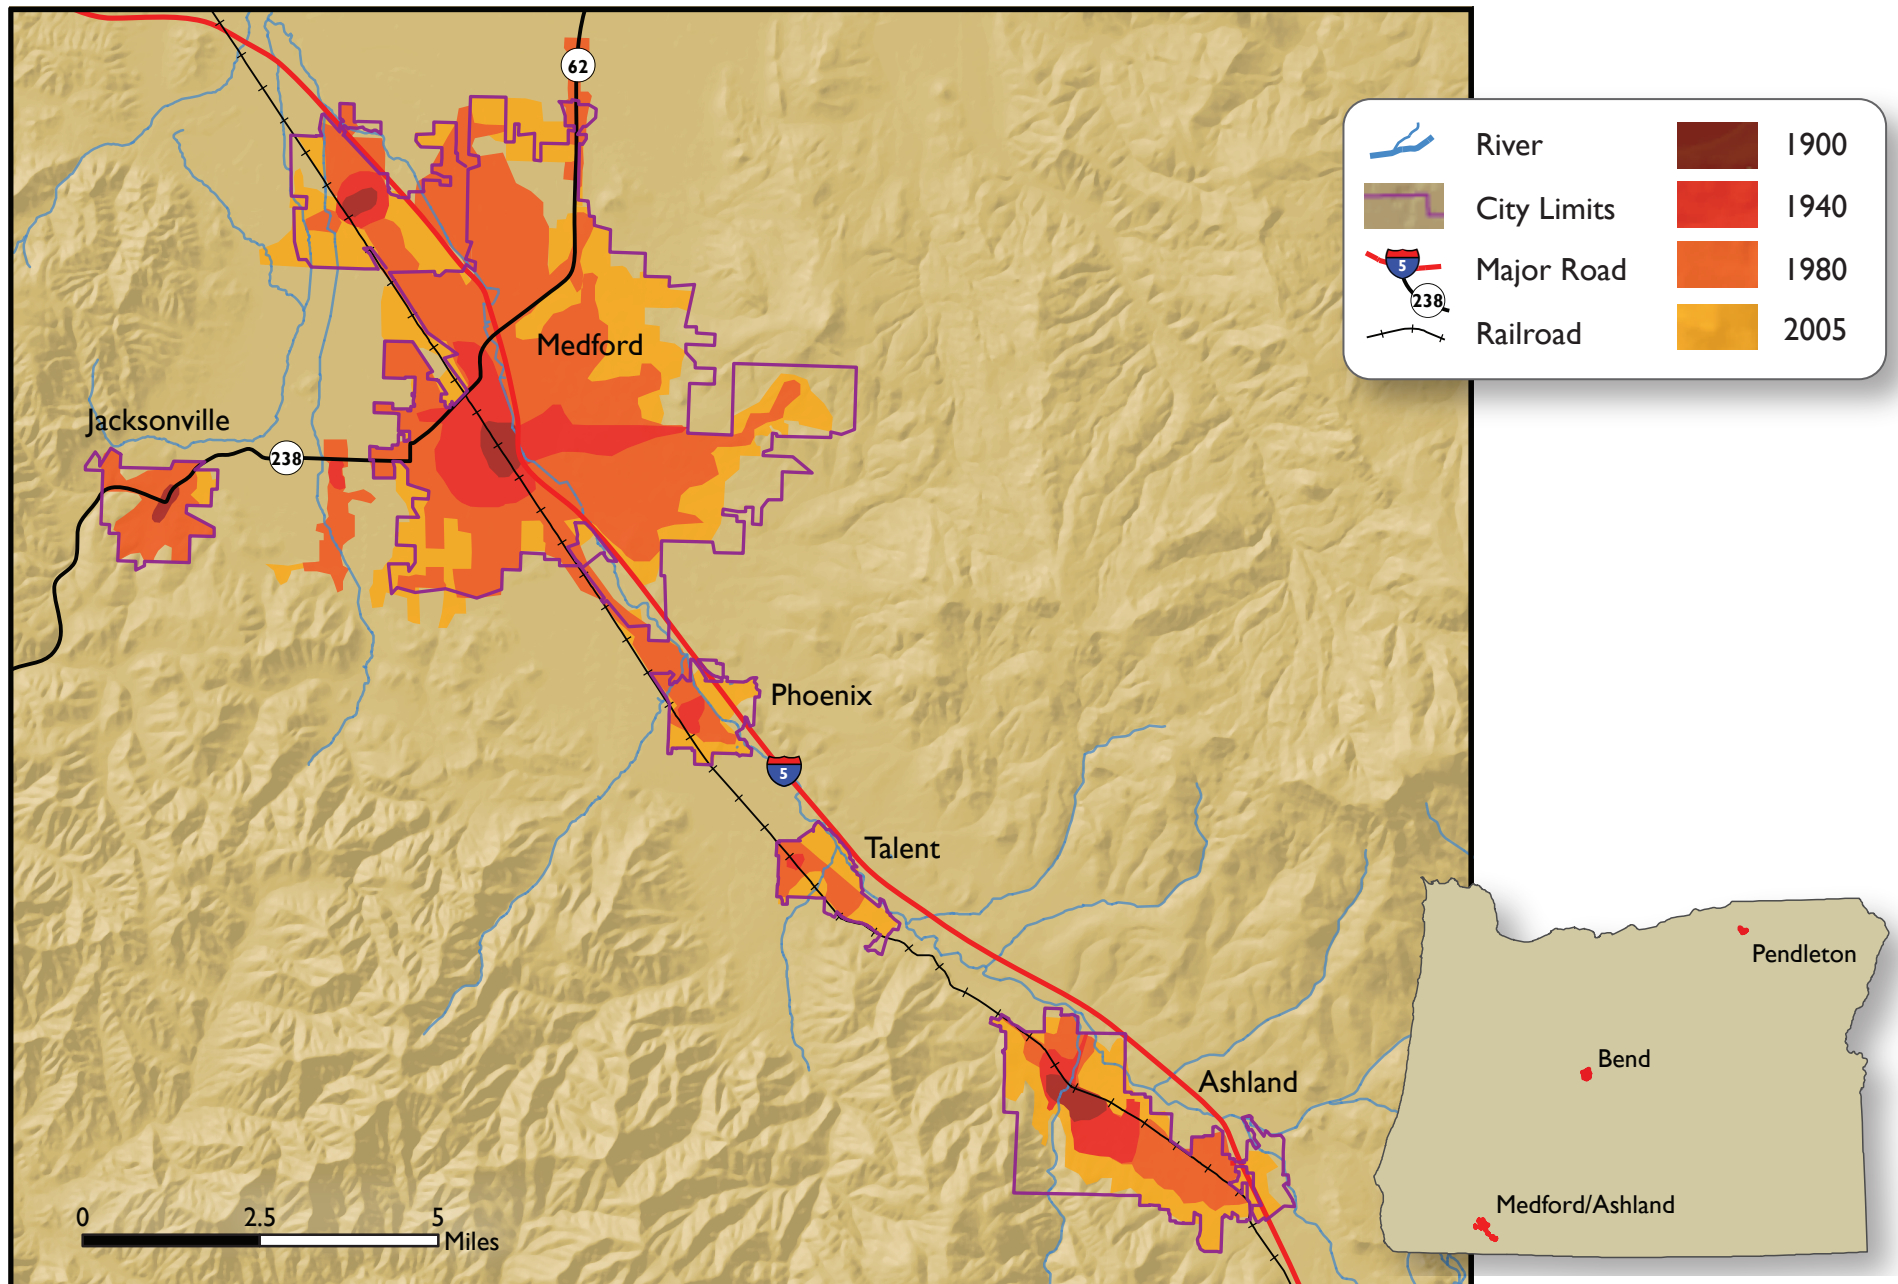 62
Medford
Jacksonville
238
Phoenix
5
Talent
Ashland
0 2.5 5
Miles
River
City Limits
5
Major Road
238
Railroad
1900
1940
1980
2005
Pendleton
Bend
Medford/Ashland